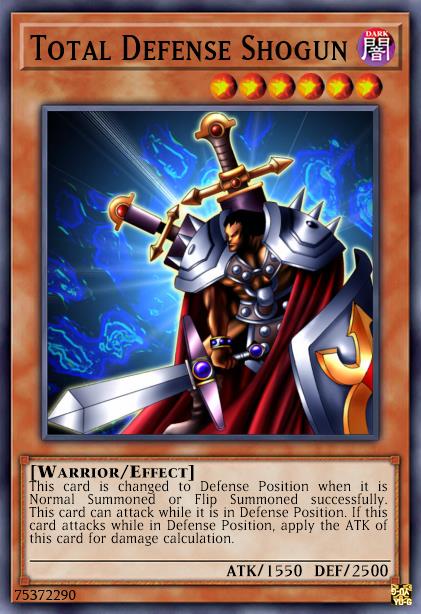 Total Defense Shogun
DARK
闇
[Warrior/Effect]
This card is changed to Defense Position when it is
Normal Summoned or Flip Summoned successfully.
This card can attack while it is in Defense Position. If this
card attacks while in Defense Position, apply the ATK of
this card for damage calculation.
ATK/1550 DEF/2500
75372290